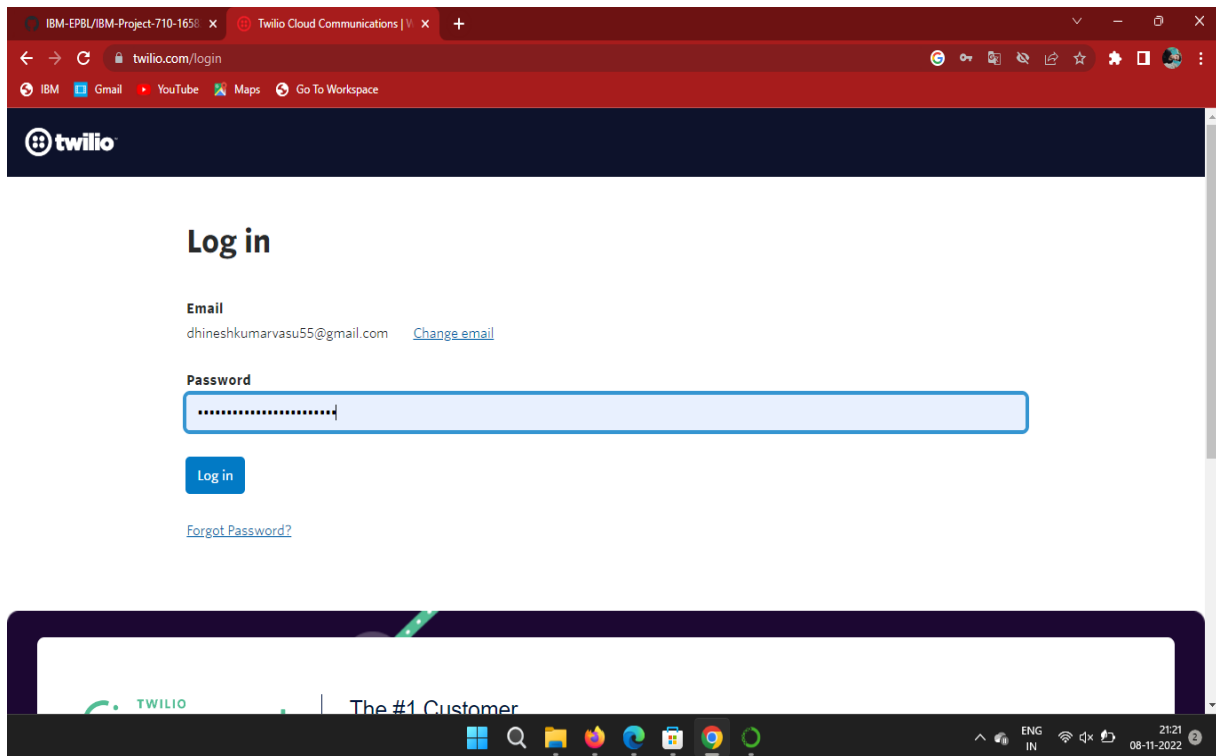 IBM-EPBL/IBM-Project-710-1658
Twilio Cloud Communications | W
twilio.com/login
IBM Gmail YouTube Maps Go To Workspace
twilio
Log in
Email
dhineshkumarvasu55@gmail.com Change email
Password
Log in
Forgot Password?
TWILIO
The #1 Customer
ENG
IN
21:21
08-11-2022
2